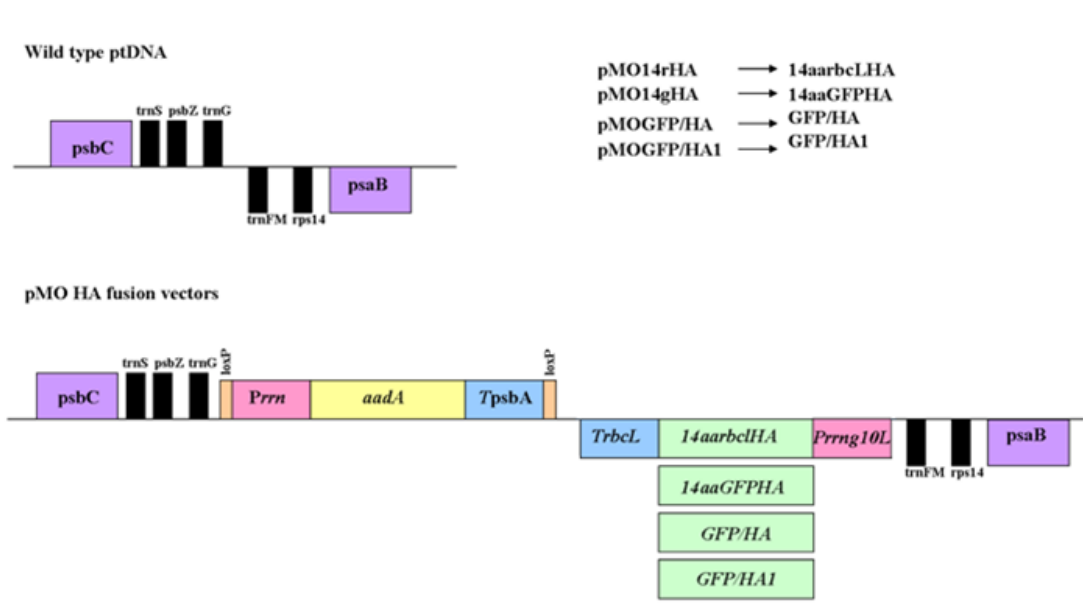 Wild type ptDNA
pMO14rHA → 14aarbcLHA
pMO14gHA → 14aaGFPHA
pMOGFP/HA → GFP/HA
pMOGFP/HA1 → GFP/HA1
trnS psbZ trnG
psbC
psaB
trnFM rps14
pMO HA fusion vectors
trnS psbZ trnG loxP loxP
psbC Prrn aadA TpsbA
TrbcL 14aarbclHA Prrng10L psaB
trnFM rps14
14aaGFPHA
GFP/HA
GFP/HA1